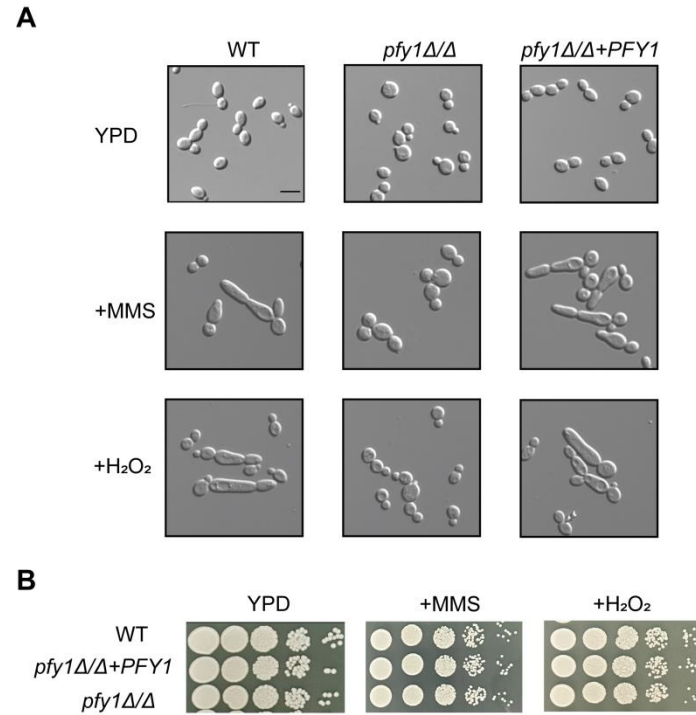 A
WT pfy1Δ/Δ pfy1Δ/Δ+PFY1
YPD
+MMS
+H₂O₂
B
YPD +MMS +H₂O₂
WT
pfy1Δ/Δ+PFY1
pfy1Δ/Δ